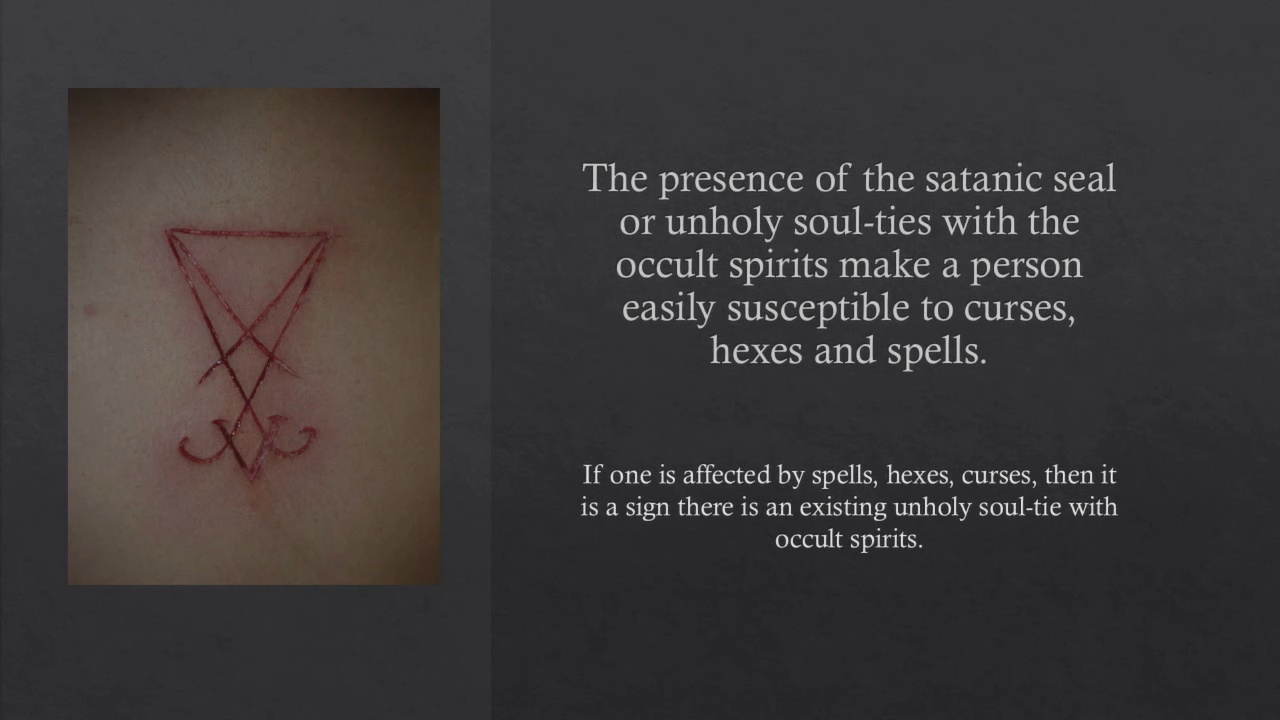 The presence of the satanic seal
or unholy soul-ties with the
occult spirits make a person
easily susceptible to curses,
hexes and spells.
If one is affected by spells, hexes, curses, then it
is a sign there is an existing unholy soul-tie with
occult spirits.